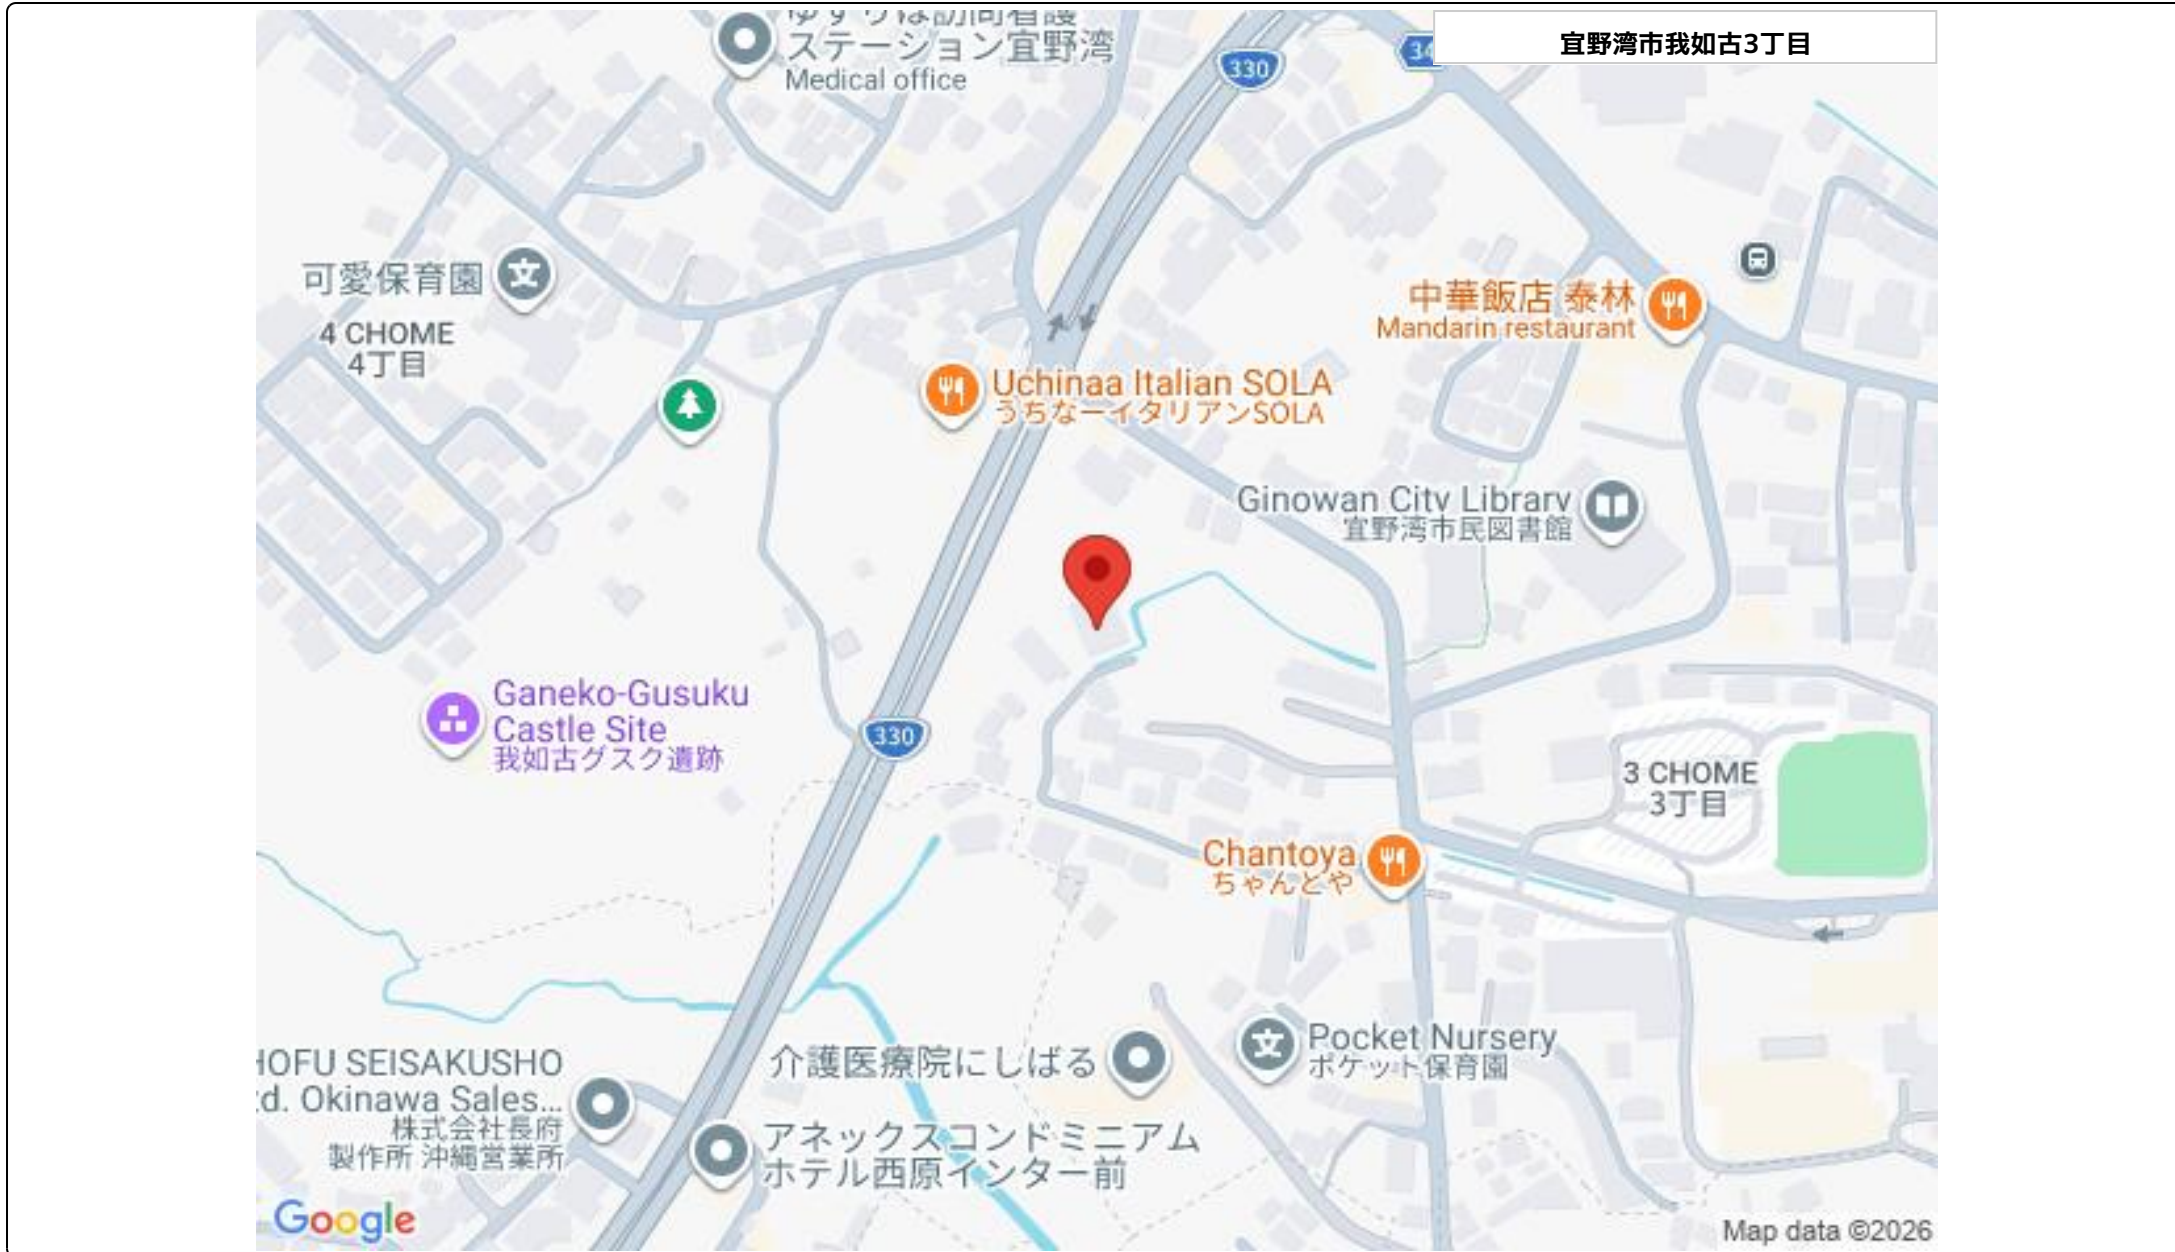 宜野湾市我如古3丁目
ステーション宜野湾
Medical office
330
34
可愛保育園
4 CHOME
4丁目
中華飯店 泰林
Mandarin restaurant
Uchinaa Italian SOLA
うちなーイタリアンSOLA
Ginowan City Library
宜野湾市民図書館
Ganeko-Gusuku
Castle Site
我如古グスク遺跡
330
3 CHOME
3丁目
Chantoya
ちゃんとや
Pocket Nursery
ポケット保育園
介護医療院にしばる
HOFU SEISAKUSHO
td. Okinawa Sales...
株式会社長府
製作所 沖縄営業所
アネックスコンドミニアム
ホテル西原インター前
Google
Map data ©2026